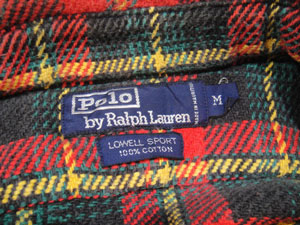 Polo
by Ralph Lauren
M
LOWELL SPORT
100% COTTON